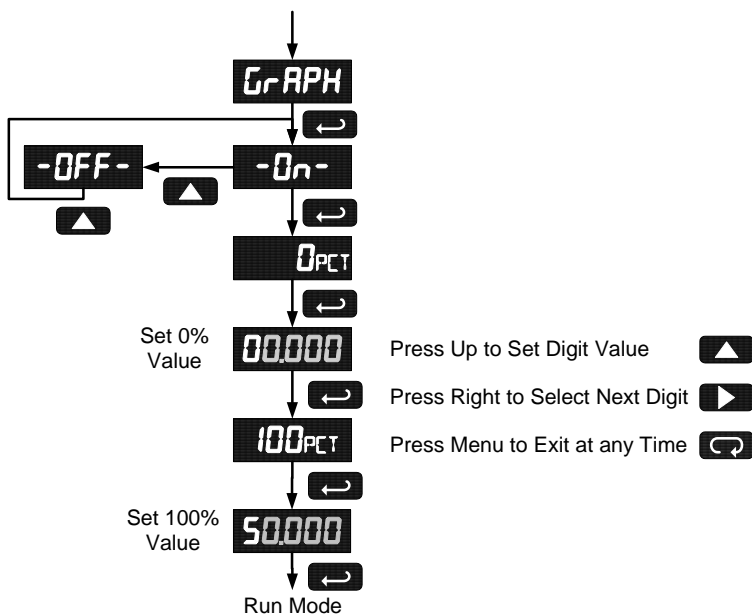 GrAPH
-OFF-
-On-
0PCT
Set 0%
Value
00.000
Press Up to Set Digit Value
Press Right to Select Next Digit
100PCT
Press Menu to Exit at any Time
Set 100%
Value
50.000
Run Mode